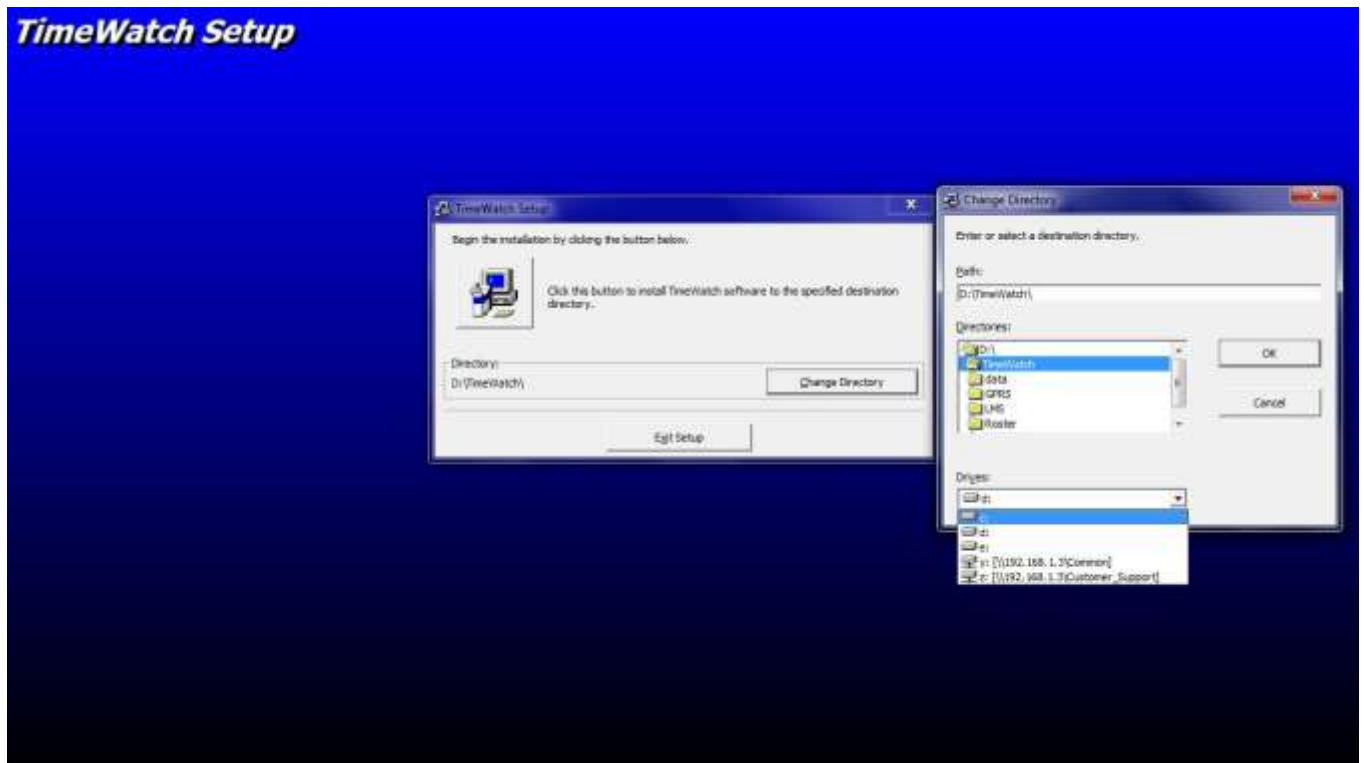 TimeWatch Setup
TimeWatch Setup
Begin the installation by clicking the button below.
Click this button to install TimeWatch software to the specified destination
directory.
Directory:
D:\TimeWatch\
Change Directory
Exit Setup
Change Directory
Enter or select a destination directory.
Path:
D:\TimeWatch\
Directories:
D:\
TimeWatch
data
GPRS
LMS
Roster
OK
Cancel
Drives:
d:
c:
d:
e:
y: [\\192.168.1.3\Common]
z: [\\192.168.1.3\Customer_Support]